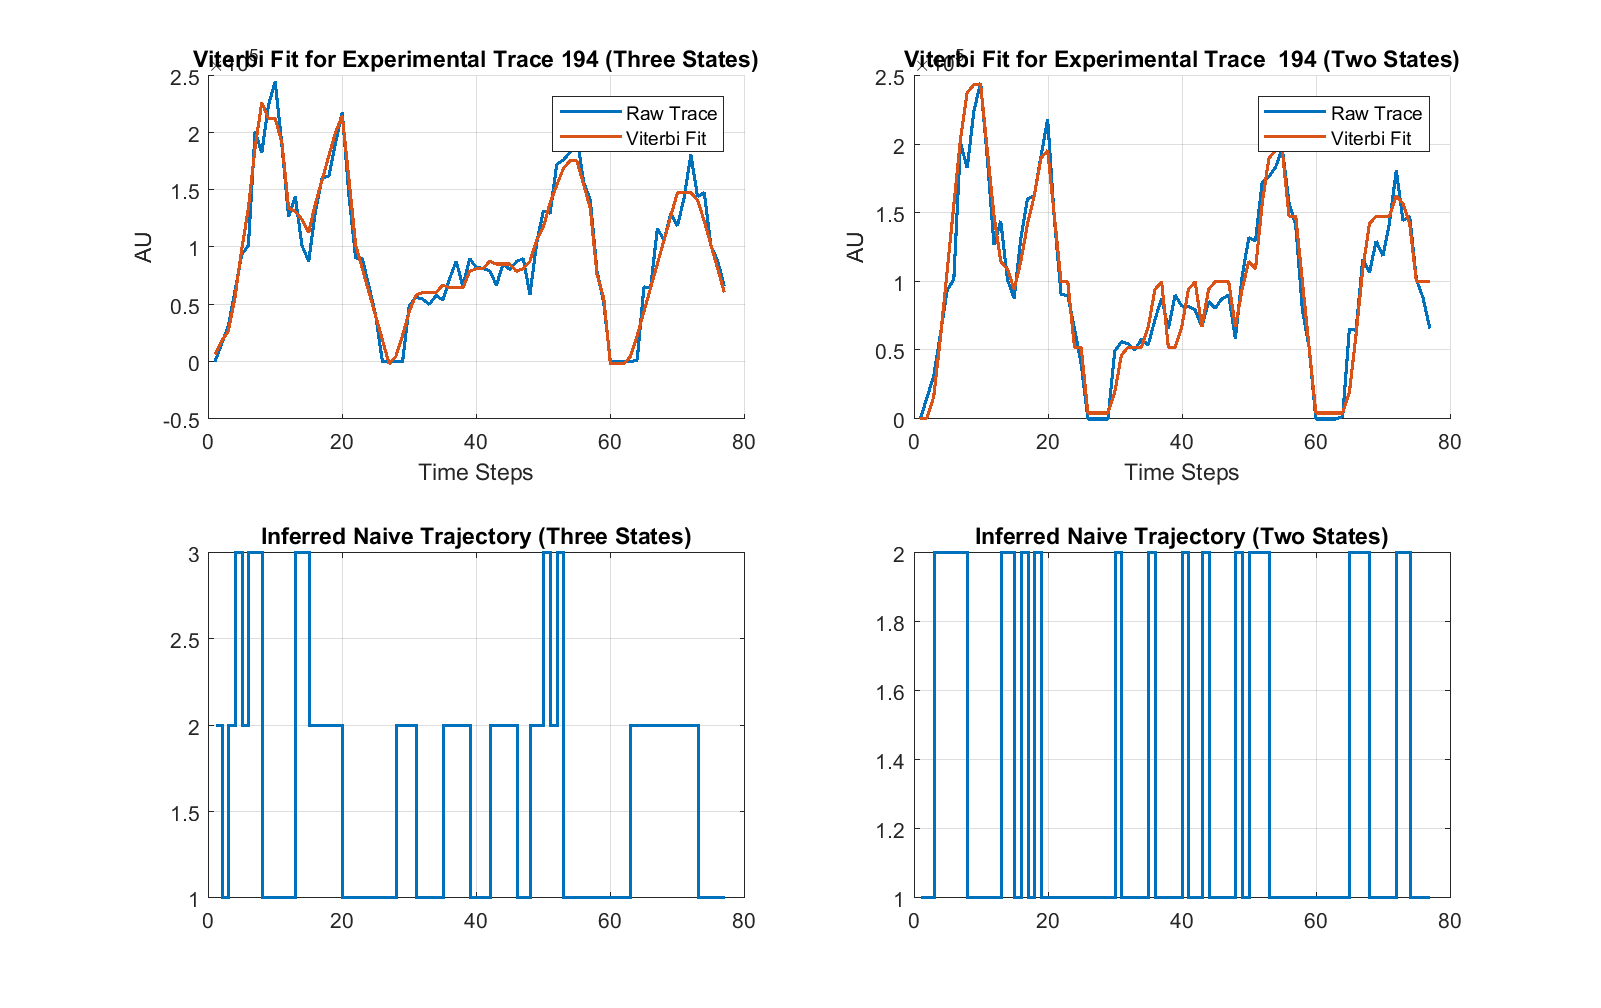 Viterbi Fit for Experimental Trace 194 (Three States)
×10^5
2.5
2
1.5
1
0.5
0
-0.5
AU
Raw Trace
Viterbi Fit
0 20 40 60 80
Time Steps
Viterbi Fit for Experimental Trace  194 (Two States)
×10^5
2.5
2
1.5
1
0.5
0
AU
Raw Trace
Viterbi Fit
0 20 40 60 80
Time Steps
Inferred Naive Trajectory (Three States)
3
2.5
2
1.5
1
0 20 40 60 80
Inferred Naive Trajectory (Two States)
2
1.8
1.6
1.4
1.2
1
0 20 40 60 80